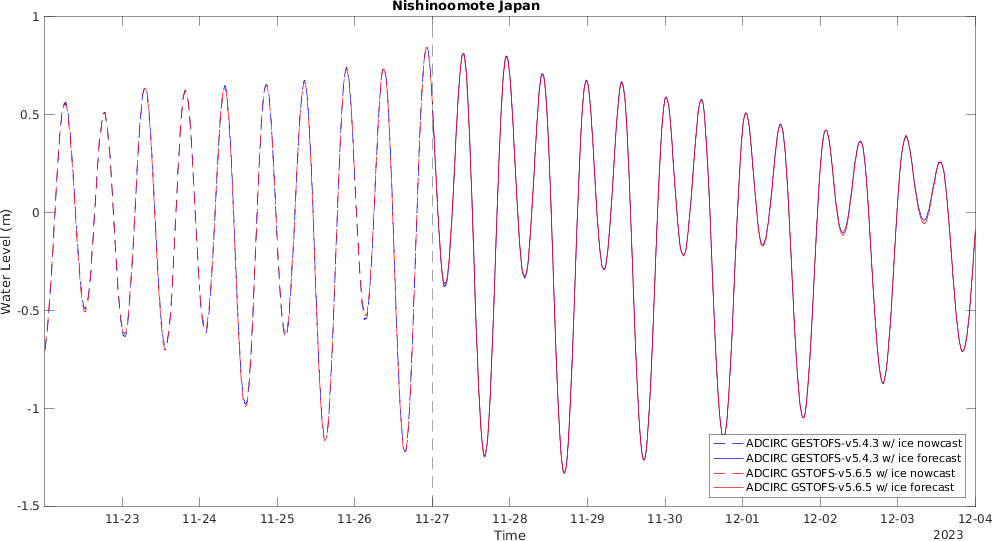 Nishinoomote Japan
1
0.5
0
-0.5
-1
-1.5
Water Level (m)
11-23 11-24 11-25 11-26 11-27 11-28 11-29 11-30 12-01 12-02 12-03 12-04
2023
Time
ADCIRC GESTOFS-v5.4.3 w/ ice nowcast
ADCIRC GESTOFS-v5.4.3 w/ ice forecast
ADCIRC GSTOFS-v5.6.5 w/ ice nowcast
ADCIRC GSTOFS-v5.6.5 w/ ice forecast